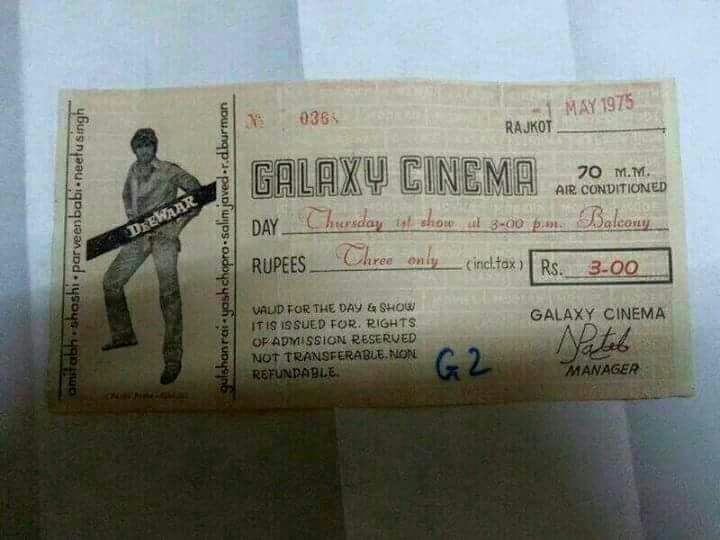 amitabh • shashi • parveen babi • neetu singh
DEEWAAR
gulshan rai • yash chopra • salim javed • r.d. burman
№ 036
- 1 MAY 1975
RAJKOT
GALAXY CINEMA
70 M.M.
AIR CONDITIONED
DAY Thursday 1st show at 3-00 p.m. Balcony
RUPEES Three only (incl.tax) Rs. 3-00
VALID FOR THE DAY & SHOW
IT IS ISSUED FOR. RIGHTS
OF ADMISSION RESERVED
NOT TRANSFERABLE. NON
REFUNDABLE.
G2
GALAXY CINEMA
NPatel
MANAGER